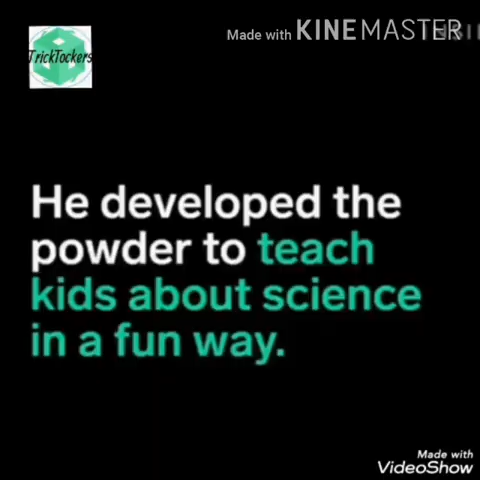 TrickTockers
Made with KINEMASTER
He developed the
powder to teach
kids about science
in a fun way.
Made with
VideoShow